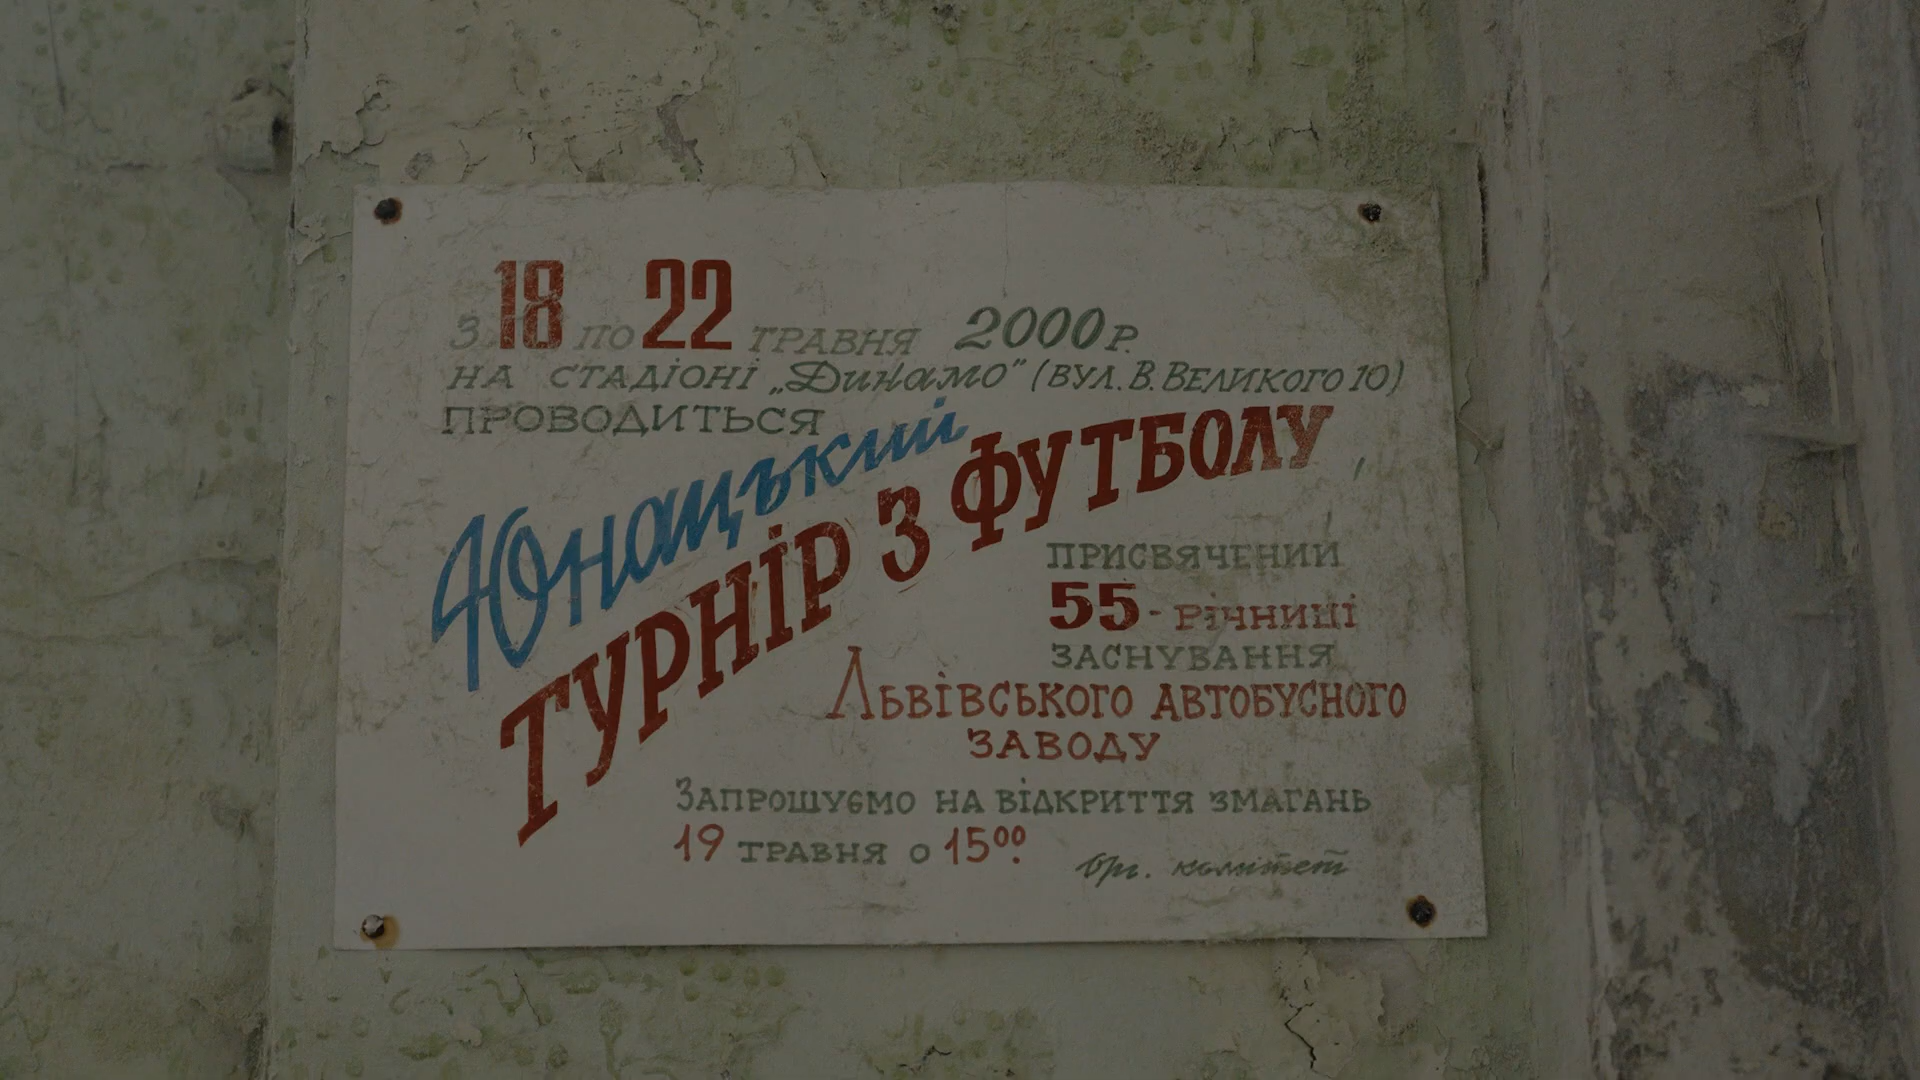 З 18 ПО 22 ТРАВНЯ 2000 Р.
НА СТАДІОНІ „Динамо" (ВУЛ. В. ВЕЛИКОГО 10)
ПРОВОДИТЬСЯ
Юнацький
ТУРНІР З ФУТБОЛУ
ПРИСВЯЧЕНИЙ
55-РІЧНИЦІ
ЗАСНУВАННЯ
ЛЬВІВСЬКОГО АВТОБУСНОГО
ЗАВОДУ
ЗАПРОШУЄМО НА ВІДКРИТТЯ ЗМАГАНЬ
19 ТРАВНЯ О 15⁰⁰.
Орг. комітет